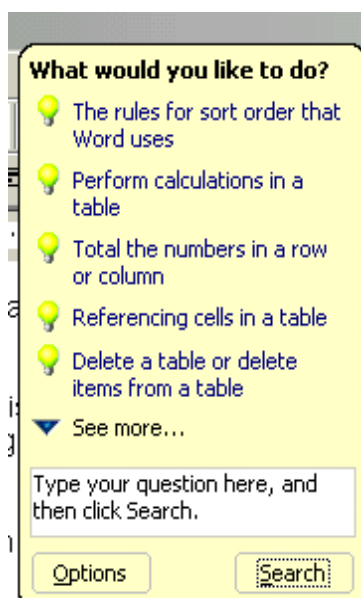 What would you like to do?
The rules for sort order that
Word uses
Perform calculations in a
table
Total the numbers in a row
or column
Referencing cells in a table
Delete a table or delete
items from a table
See more...
Type your question here, and
then click Search.
Options
Search